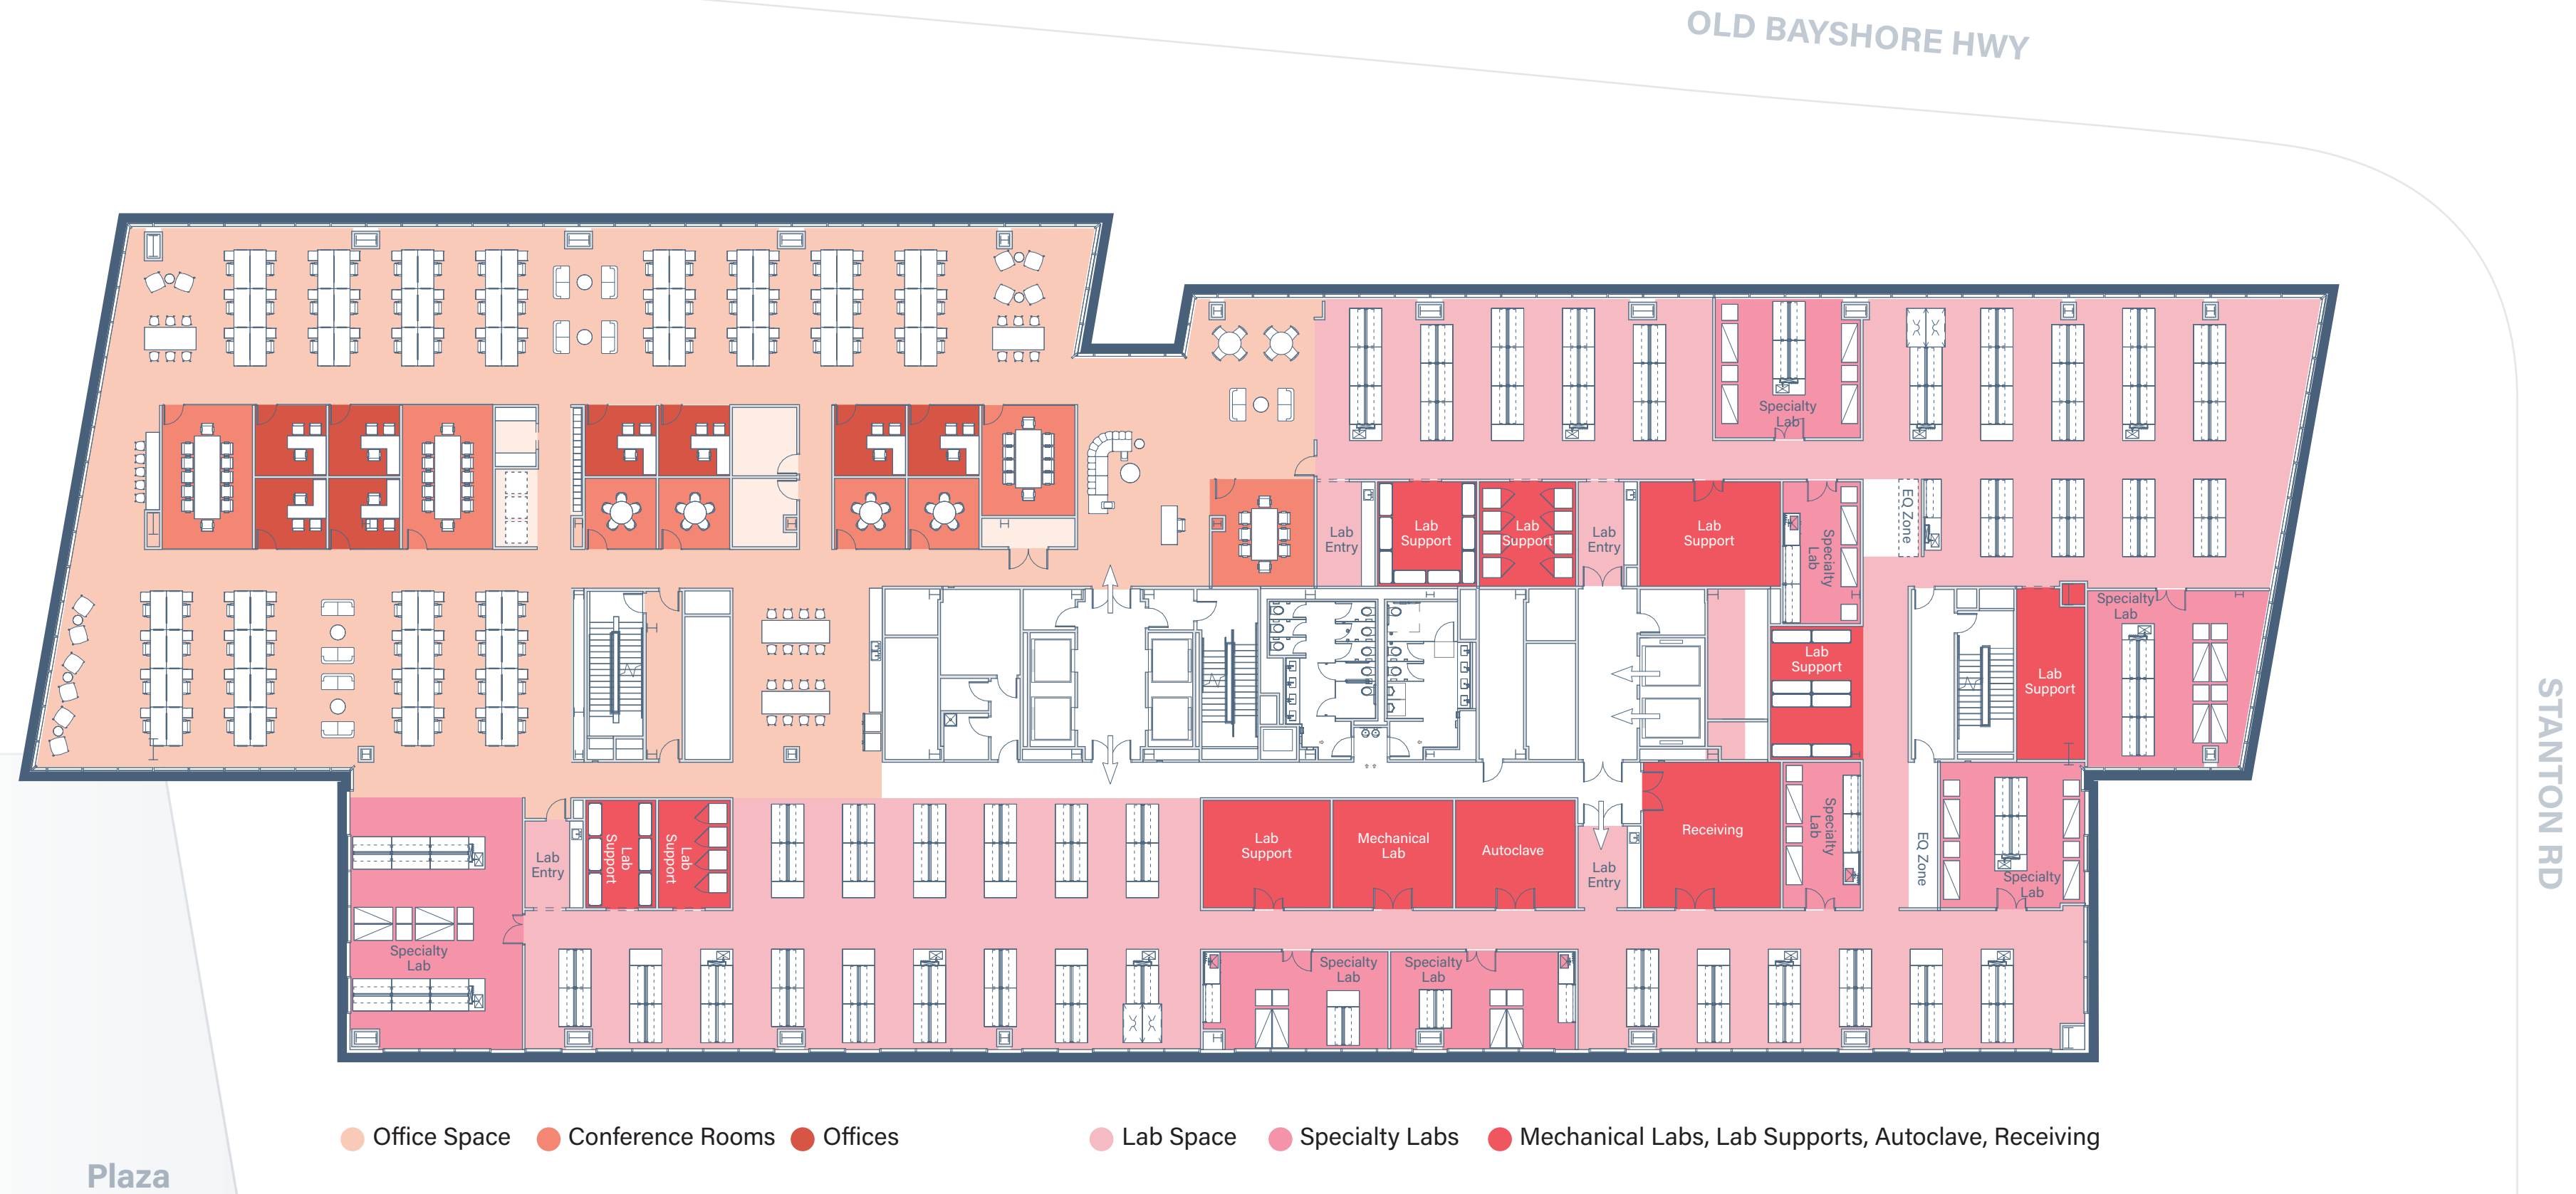 OLD BAYSHORE HWY
Specialty
Lab
Lab
Entry
Lab
Support
Lab
Support
Lab
Entry
Lab
Support
Specialty
Lab
EQ Zone
Specialty
Lab
Lab
Support
Lab
Support
STANTON RD
Lab
Entry
Lab
Support
Lab
Support
Lab
Support
Mechanical
Lab
Autoclave
Lab
Entry
Receiving
Specialty
Lab
EQ Zone
Specialty
Lab
Specialty
Lab
Specialty
Lab
Specialty
Lab
Office Space
Conference Rooms
Offices
Lab Space
Specialty Labs
Mechanical Labs, Lab Supports, Autoclave, Receiving
Plaza